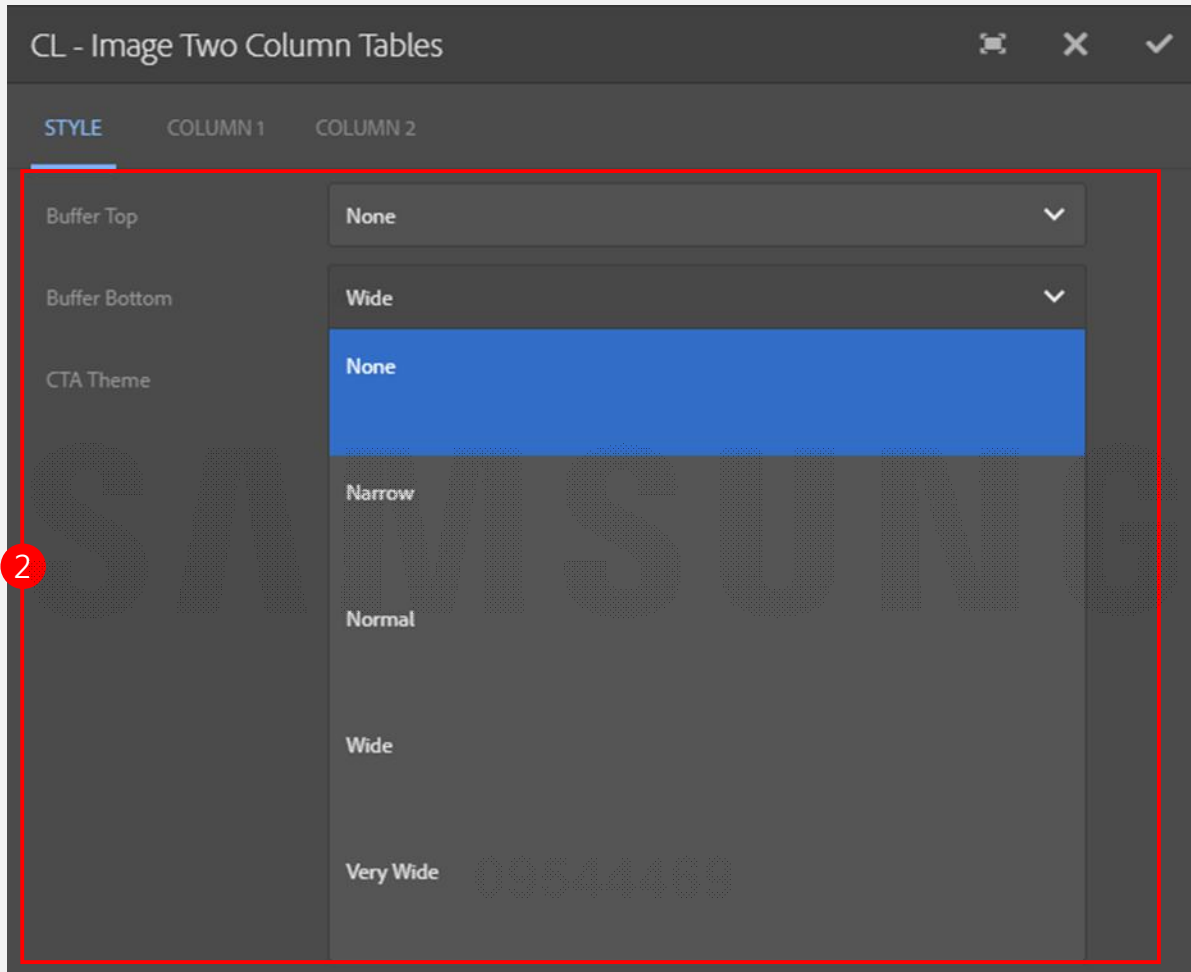 CL - Image Two Column Tables
STYLE COLUMN 1 COLUMN 2
Buffer Top None
Buffer Bottom Wide
CTA Theme None
Narrow
SAMSUNG
2
Normal
Wide
Very Wide
09544469